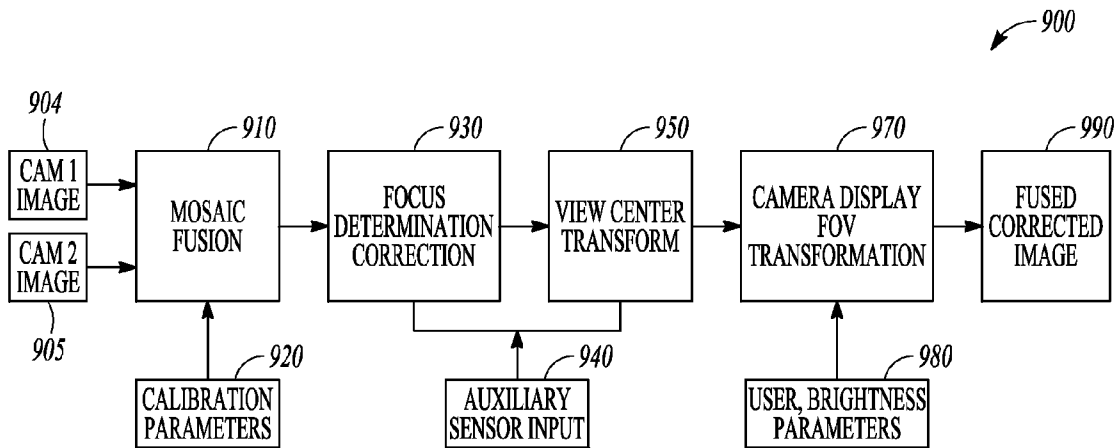 900
904
910
930
950
970
990
CAM 1
IMAGE
CAM 2
IMAGE
905
MOSAIC
FUSION
FOCUS
DETERMINATION
CORRECTION
VIEW CENTER
TRANSFORM
CAMERA DISPLAY
FOV
TRANSFORMATION
FUSED
CORRECTED
IMAGE
920
CALIBRATION
PARAMETERS
940
AUXILIARY
SENSOR INPUT
980
USER, BRIGHTNESS
PARAMETERS